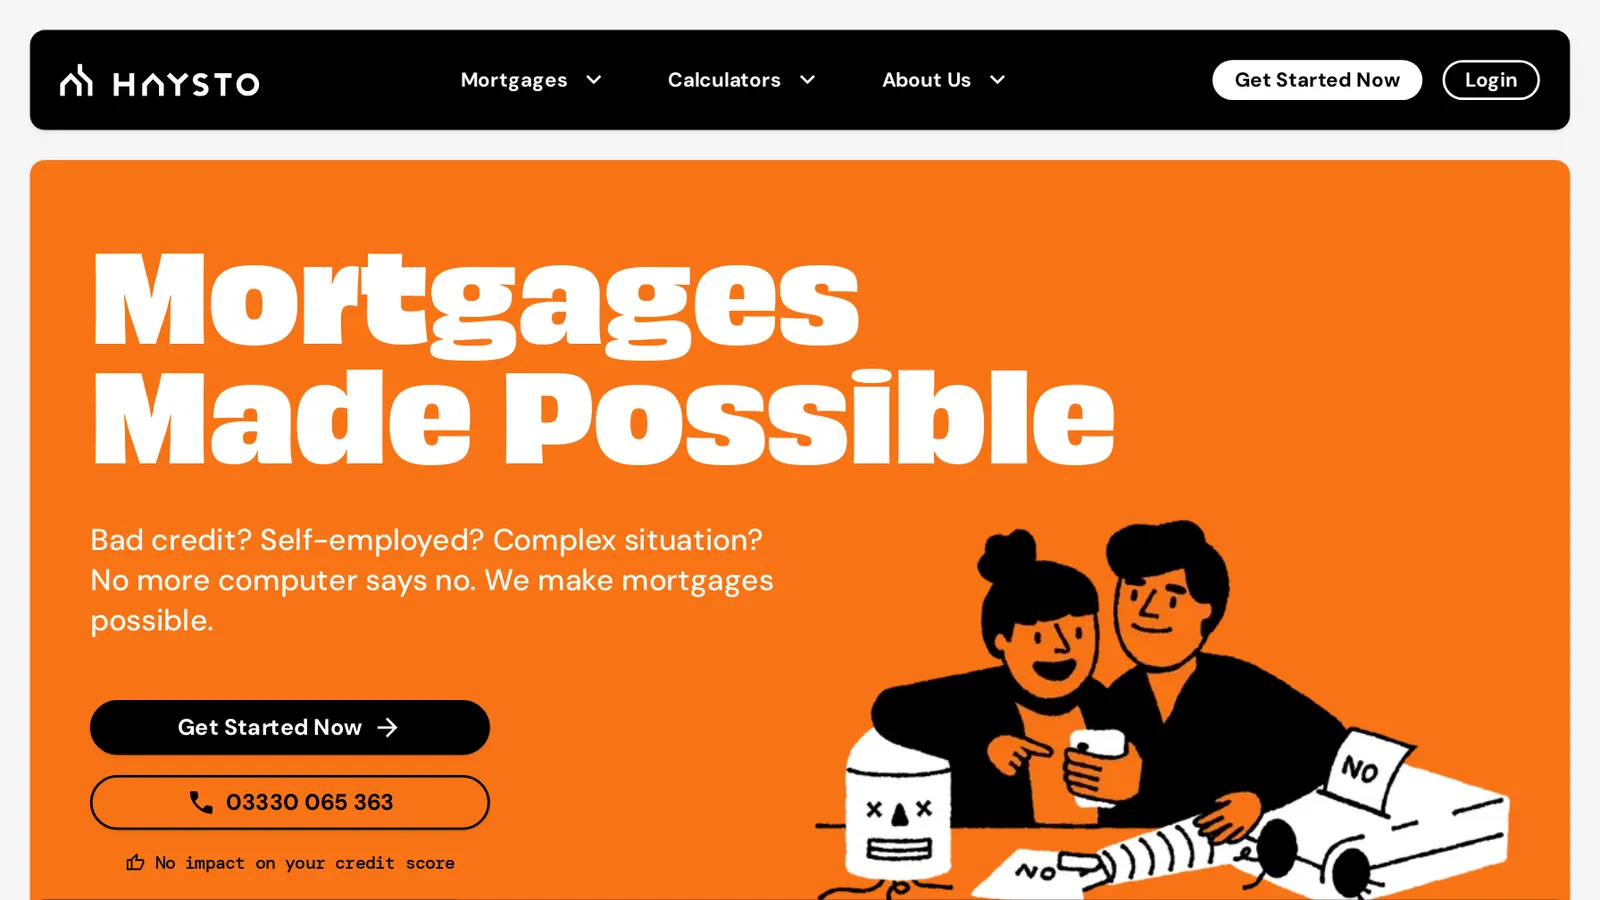 HAYSTO
Mortgages
Calculators
About Us
Get Started Now
Login
Mortgages
Made Possible
Bad credit? Self-employed? Complex situation?
No more computer says no. We make mortgages
possible.
Get Started Now
03330 065 363
No impact on your credit score
NO
NO